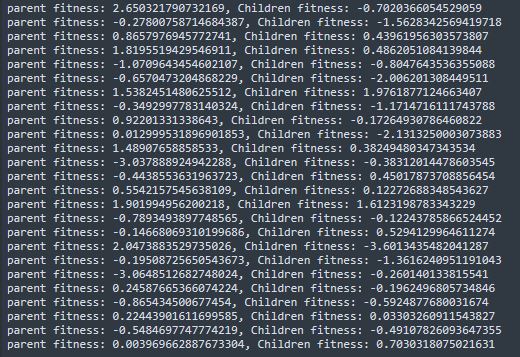 parent fitness: 2.650321790732169, Children fitness: -0.7020366054529059
parent fitness: -0.27800758714684387, Children fitness: -1.5628342569419718
parent fitness: 0.8657976945772741, Children fitness: 0.43961956303573807
parent fitness: 1.8195519429546911, Children fitness: 0.4862051084139844
parent fitness: -1.0709643454602107, Children fitness: -0.8047643536355088
parent fitness: -0.6570473204868229, Children fitness: -2.006201308449511
parent fitness: 1.5382451480625512, Children fitness: 1.9761877124663407
parent fitness: -0.3492997783140324, Children fitness: -1.1714716111743788
parent fitness: 0.92201331338643, Children fitness: -0.17264930786460822
parent fitness: 0.012999531896901853, Children fitness: -2.1313250003073883
parent fitness: 1.48907658858533, Children fitness: 0.38249480347343534
parent fitness: -3.037888924942288, Children fitness: -0.38312014478603545
parent fitness: -0.4438553631963723, Children fitness: 0.45017873708856454
parent fitness: 0.5542157545638109, Children fitness: 0.12272688348543627
parent fitness: 1.901994956200218, Children fitness: 1.6123198783343229
parent fitness: -0.7893493897748565, Children fitness: -0.12243785866524452
parent fitness: -0.14668069310199686, Children fitness: 0.5294129964611274
parent fitness: 2.0473883529735026, Children fitness: -3.6013435482041287
parent fitness: -0.19508725650543673, Children fitness: -1.3616240951191043
parent fitness: -3.0648512682748024, Children fitness: -0.260140133815541
parent fitness: 0.24587665366074224, Children fitness: -0.1962496805734846
parent fitness: -0.865434500677454, Children fitness: -0.5924877680031674
parent fitness: 0.22443901611699585, Children fitness: 0.03303260911543827
parent fitness: -0.5484697747774219, Children fitness: -0.49107826093647355
parent fitness: 0.003969662887673304, Children fitness: 0.7030318075021631